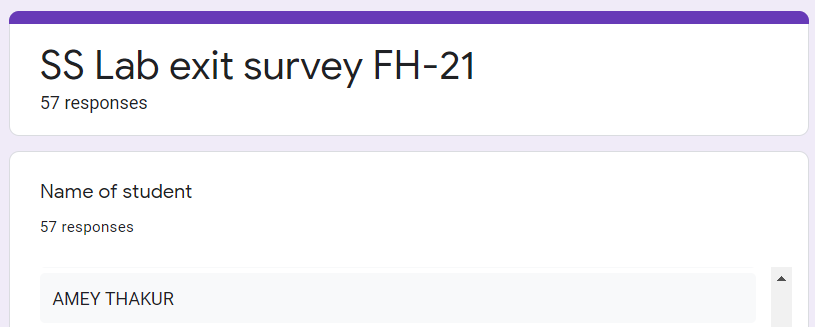 SS Lab exit survey FH-21
57 responses
Name of student
57 responses
AMEY THAKUR